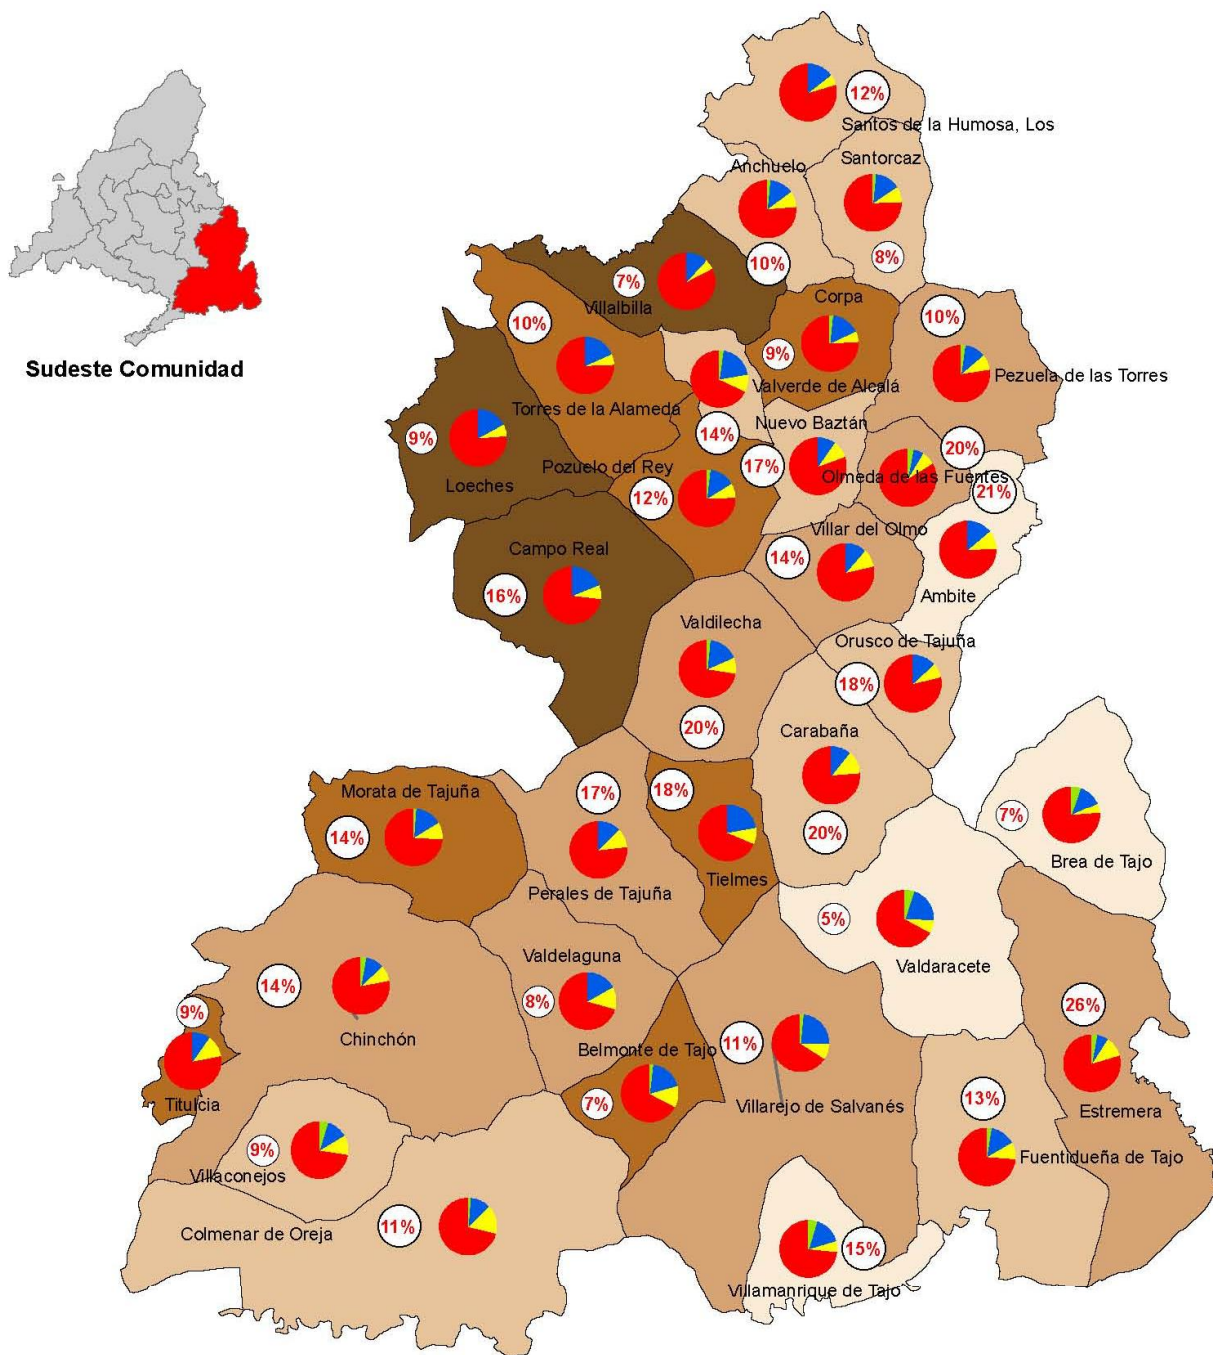 12%
Santos de la Humosa, Los
Anchuelo
Santorcaz
10%
8%
7%
Villalbilla
Corpa
10%
10%
9%
Valverde de Alcalá
Pezuela de las Torres
Torres de la Alameda
Sudeste Comunidad
9%
Loeches
14%
Nuevo Baztán
17%
20%
Pozuelo del Rey
12%
Olmeda de las Fuentes
21%
Campo Real
16%
Villar del Olmo
14%
Ambite
Valdilecha
20%
Orusco de Tajuña
18%
Carabaña
20%
Morata de Tajuña
14%
17%
Perales de Tajuña
18%
Tielmes
7%
Brea de Tajo
5%
Valdaracete
14%
Chinchón
Valdelaguna
8%
9%
Titulcia
Belmonte de Tajo
7%
11%
Villarejo de Salvanés
26%
Estremera
13%
Fuentidueña de Tajo
9%
Villaconejos
Colmenar de Oreja
11%
15%
Villamanrique de Tajo